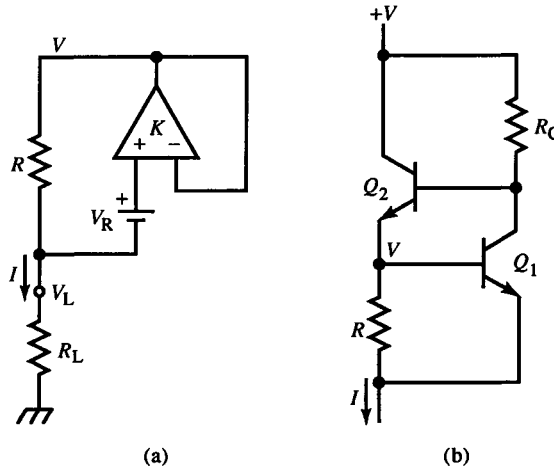 V
K
+ −
R
+
V_R
I
V_L
R_L
(a)
+V
R_C
Q_2
V
Q_1
R
I
(b)